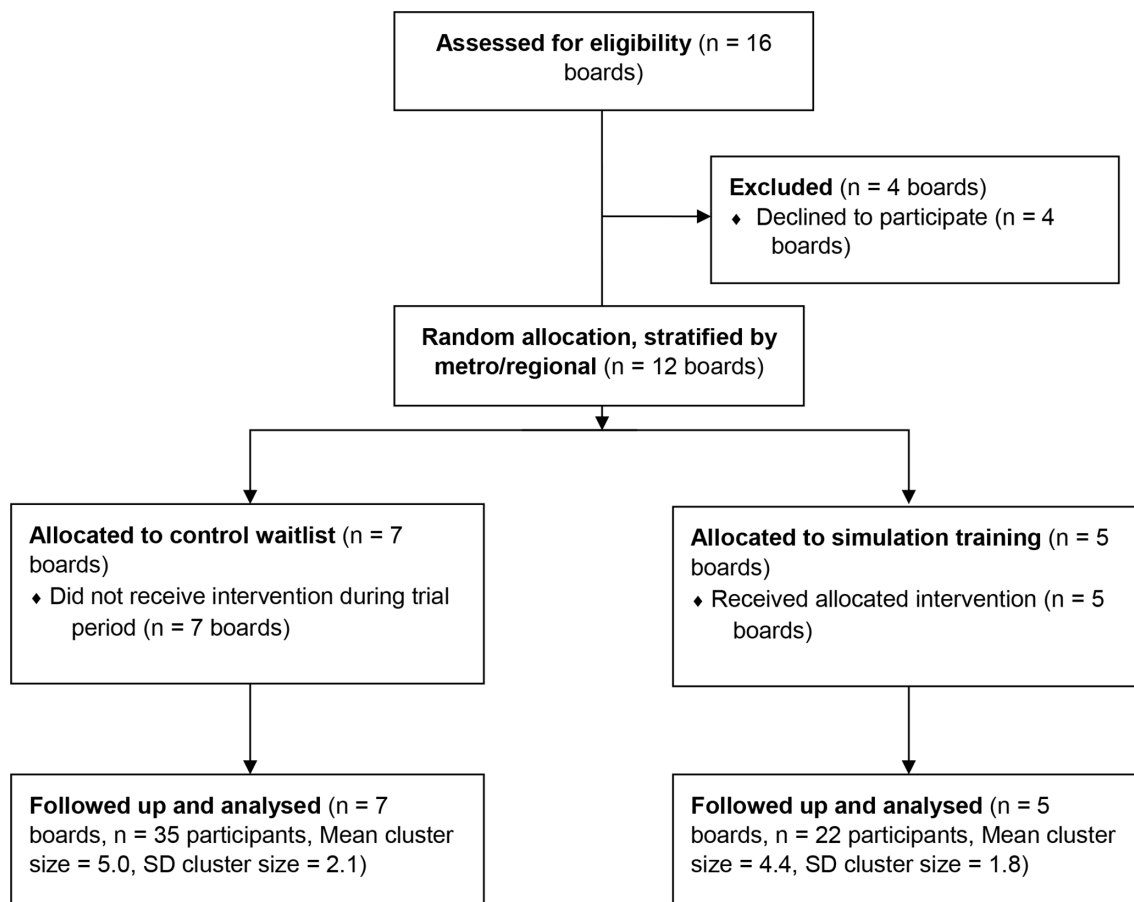 Assessed for eligibility (n = 16
boards)
Excluded (n = 4 boards)
♦ Declined to participate (n = 4
boards)
Random allocation, stratified by
metro/regional (n = 12 boards)
Allocated to control waitlist (n = 7
boards)
♦ Did not receive intervention during trial
period (n = 7 boards)
Allocated to simulation training (n = 5
boards)
♦ Received allocated intervention (n = 5
boards)
Followed up and analysed (n = 7
boards, n = 35 participants, Mean cluster
size = 5.0, SD cluster size = 2.1)
Followed up and analysed (n = 5
boards, n = 22 participants, Mean cluster
size = 4.4, SD cluster size = 1.8)